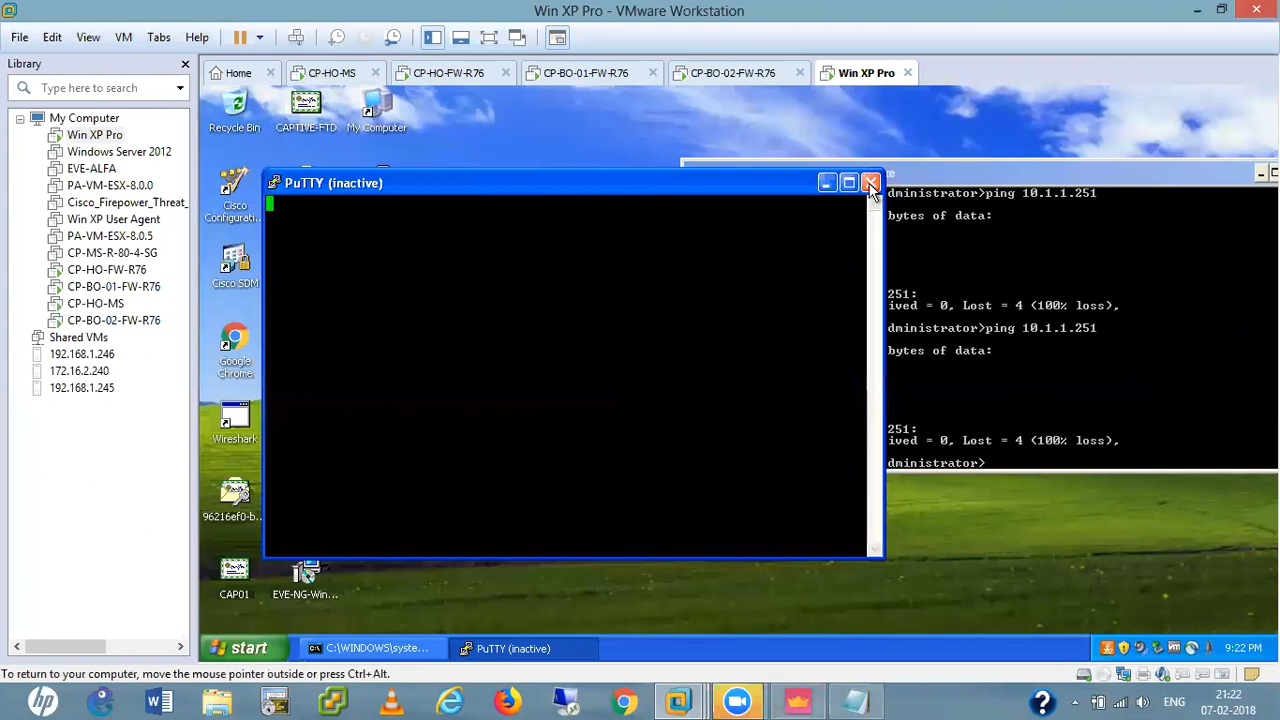 Win XP Pro - VMware Workstation
File Edit View VM Tabs Help
Library
Home
CP-HO-MS
CP-HO-FW-R76
CP-BO-01-FW-R76
CP-BO-02-FW-R76
Win XP Pro
Type here to search
My Computer
Win XP Pro
Windows Server 2012
EVE-ALFA
PA-VM-ESX-8.0.0
Cisco_Firepower_Threat_
Win XP User Agent
PA-VM-ESX-8.0.5
CP-MS-R-80-4-SG
CP-HO-FW-R76
CP-BO-01-FW-R76
CP-HO-MS
CP-BO-02-FW-R76
Shared VMs
192.168.1.246
172.16.2.240
192.168.1.245
Recycle Bin
CAPTIVE-FTD
My Computer
Cisco
Configurati...
Cisco SDM
Google
Chrome
Wireshark
96216ef0-b...
CAP01
EVE-NG-Win...
PuTTY (inactive)
dministrator>ping 10.1.1.251
bytes of data:
251:
ived = 0, Lost = 4 (100% loss),
dministrator>ping 10.1.1.251
bytes of data:
251:
ived = 0, Lost = 4 (100% loss),
dministrator>
start
C:\WINDOWS\syste...
PuTTY (inactive)
9:22 PM
To return to your computer, move the mouse pointer outside or press Ctrl+Alt.
ENG
21:22
07-02-2018